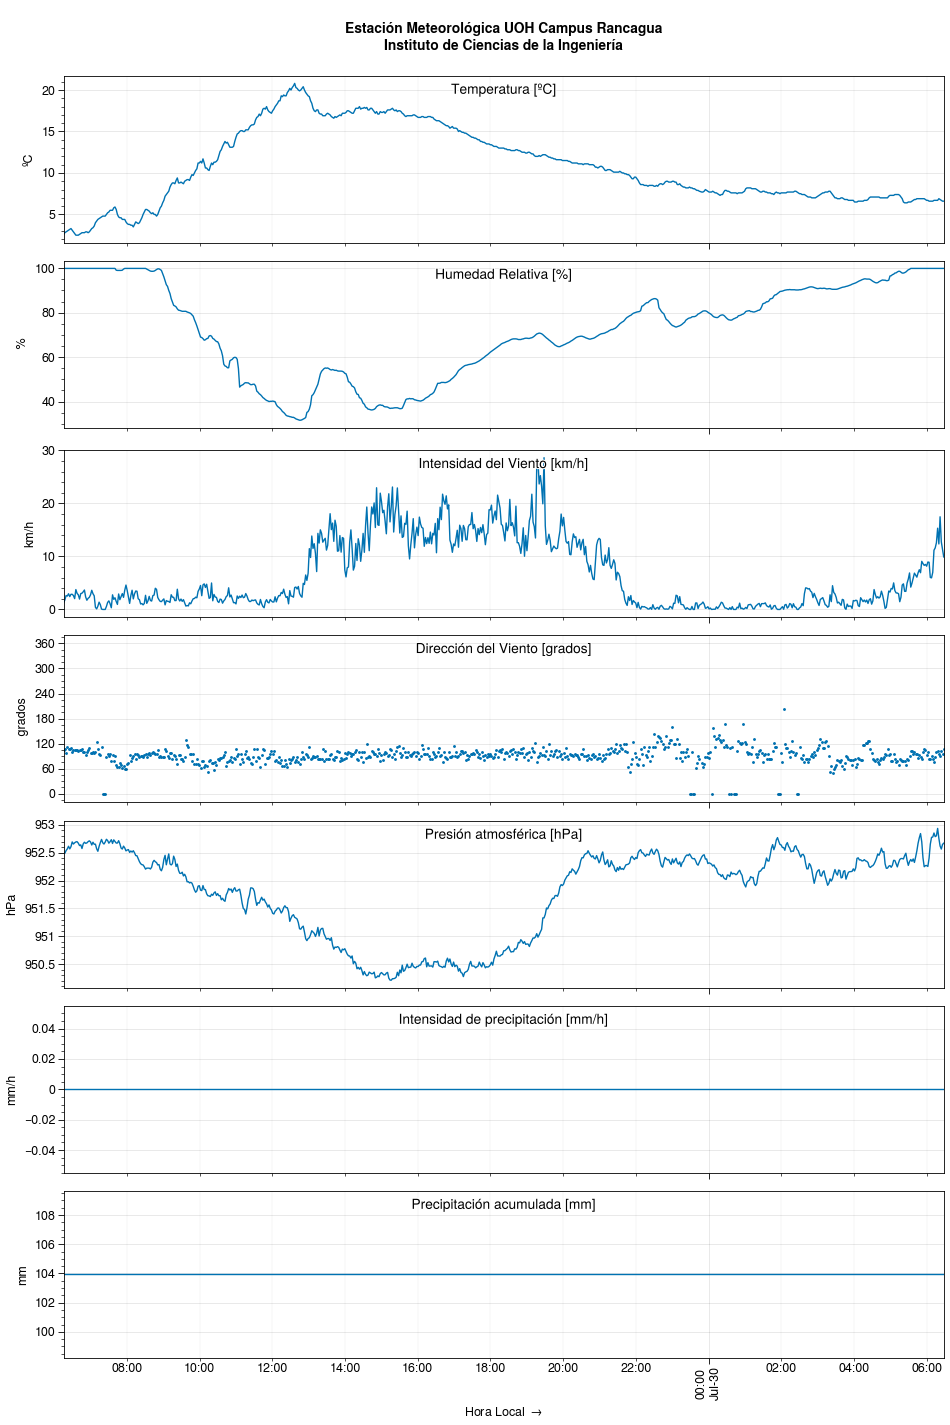 Estación Meteorológica UOH Campus Rancagua
Instituto de Ciencias de la Ingeniería
Temperatura [ºC]
ºC
20
15
10
5
Humedad Relativa [%]
%
100
80
60
40
Intensidad del Viento [km/h]
km/h
30
20
10
0
Dirección del Viento [grados]
grados
360
300
240
180
120
60
0
Presión atmosférica [hPa]
hPa
953
952.5
952
951.5
951
950.5
Intensidad de precipitación [mm/h]
mm/h
0.04
0.02
0
−0.02
−0.04
Precipitación acumulada [mm]
mm
108
106
104
102
100
08:00 10:00 12:00 14:00 16:00 18:00 20:00 22:00 00:00 02:00 04:00 06:00
Jul-30
Hora Local →